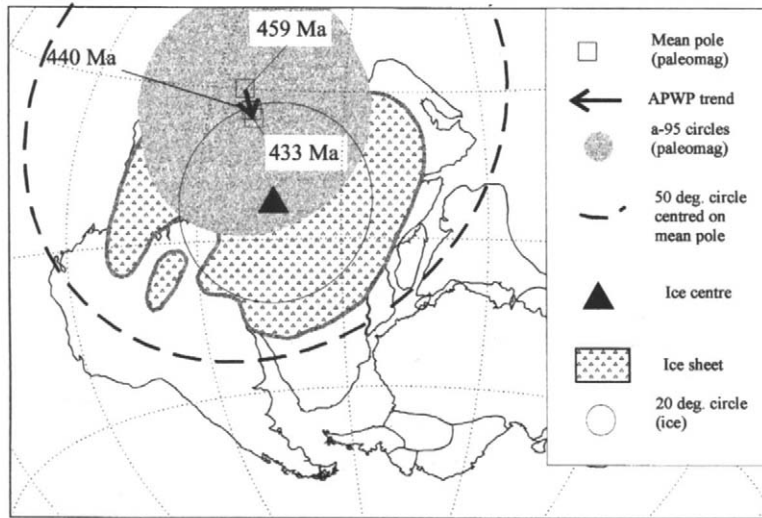 459 Ma
440 Ma
433 Ma
Mean pole
(paleomag)
APWP trend
a-95 circles
(paleomag)
50 deg. circle
centred on
mean pole
Ice centre
Ice sheet
20 deg. circle
(ice)